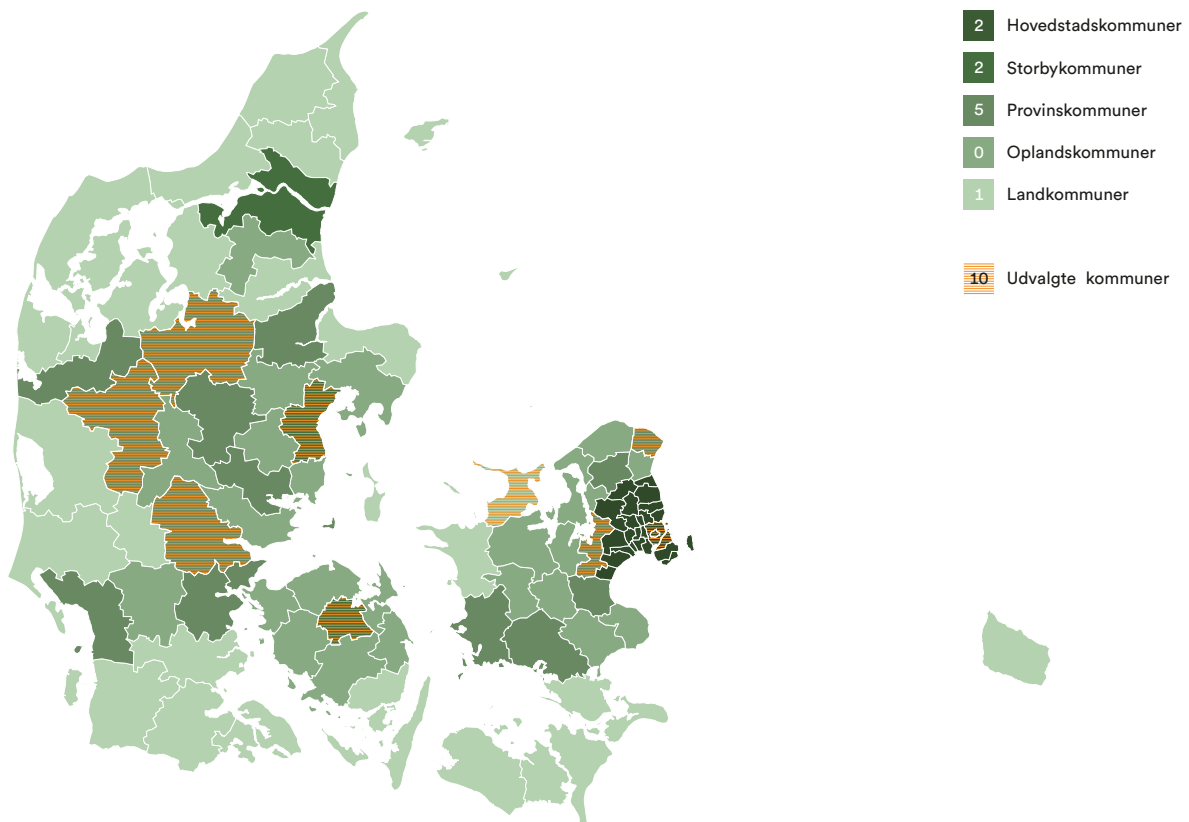 2 Hovedstadskommuner
2 Storbykommuner
5 Provinskommuner
0 Oplandskommuner
1 Landkommuner
10 Udvalgte kommuner